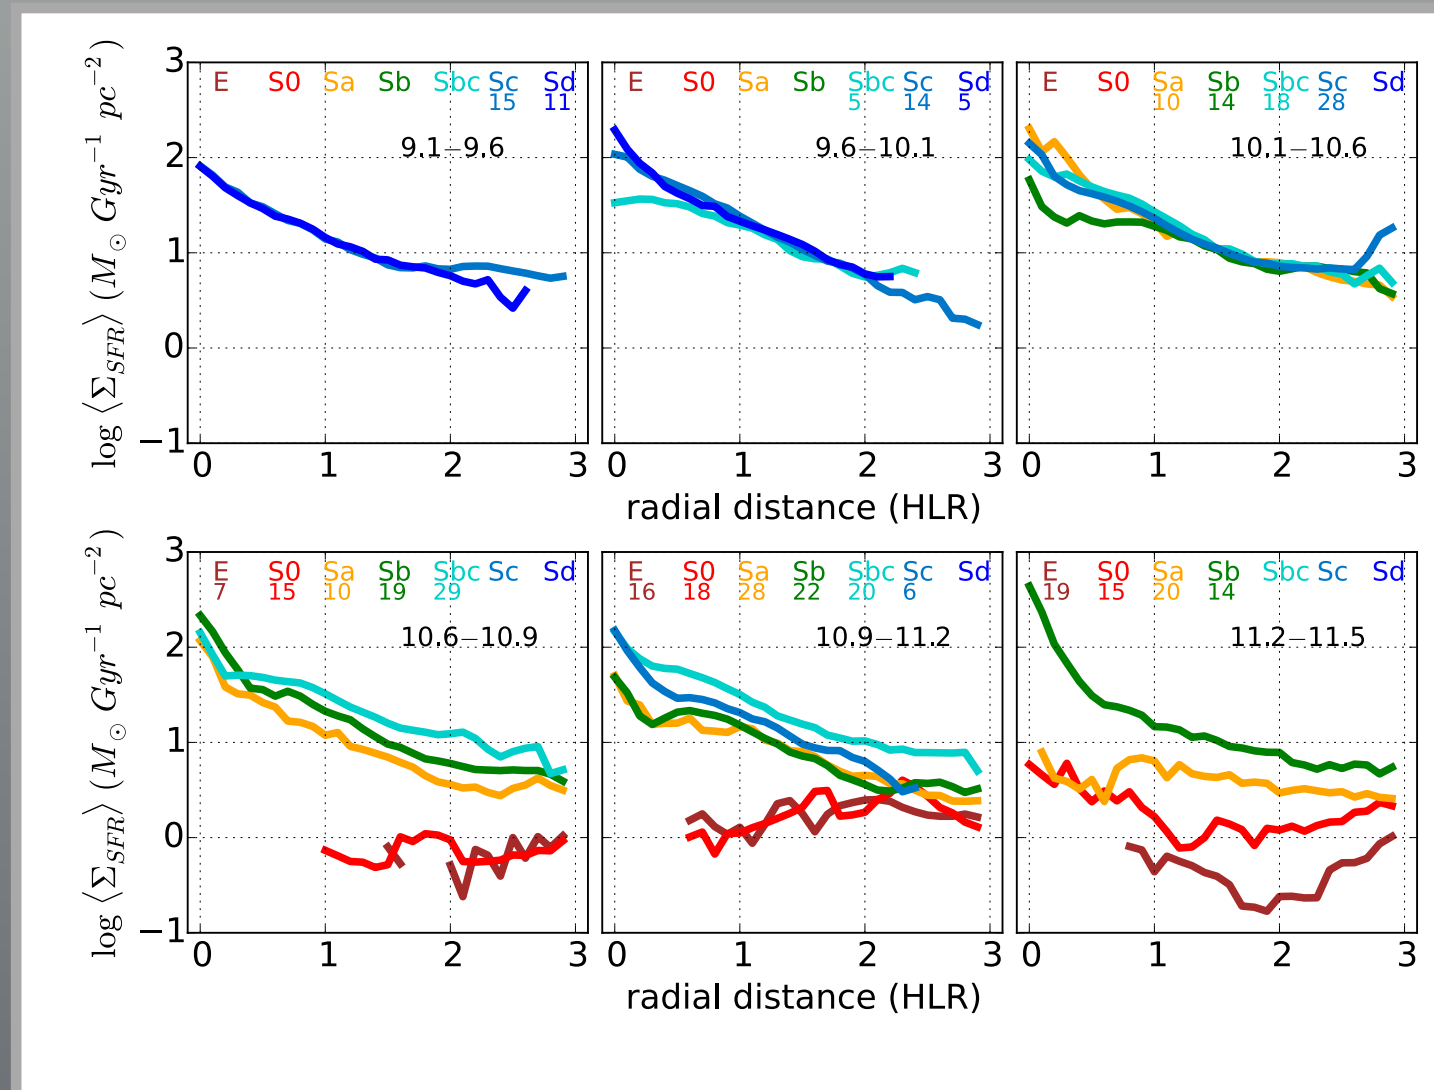 log ⟨Σ_SFR⟩ (M_⊙ Gyr^−1 pc^−2)
3
2
1
0
−1
E S0 Sa Sb Sbc Sc Sd
15 11
9.1−9.6
0 1 2 3
E S0 Sa Sb Sbc Sc Sd
5 14 5
9.6−10.1
0 1 2 3
E S0 Sa Sb Sbc Sc Sd
10 14 18 28
10.1−10.6
0 1 2 3
radial distance (HLR)
log ⟨Σ_SFR⟩ (M_⊙ Gyr^−1 pc^−2)
3
2
1
0
−1
E S0 Sa Sb Sbc Sc Sd
7 15 10 19 29
10.6−10.9
0 1 2 3
E S0 Sa Sb Sbc Sc Sd
16 18 28 22 20 6
10.9−11.2
0 1 2 3
E S0 Sa Sb Sbc Sc Sd
19 15 20 14
11.2−11.5
0 1 2 3
radial distance (HLR)